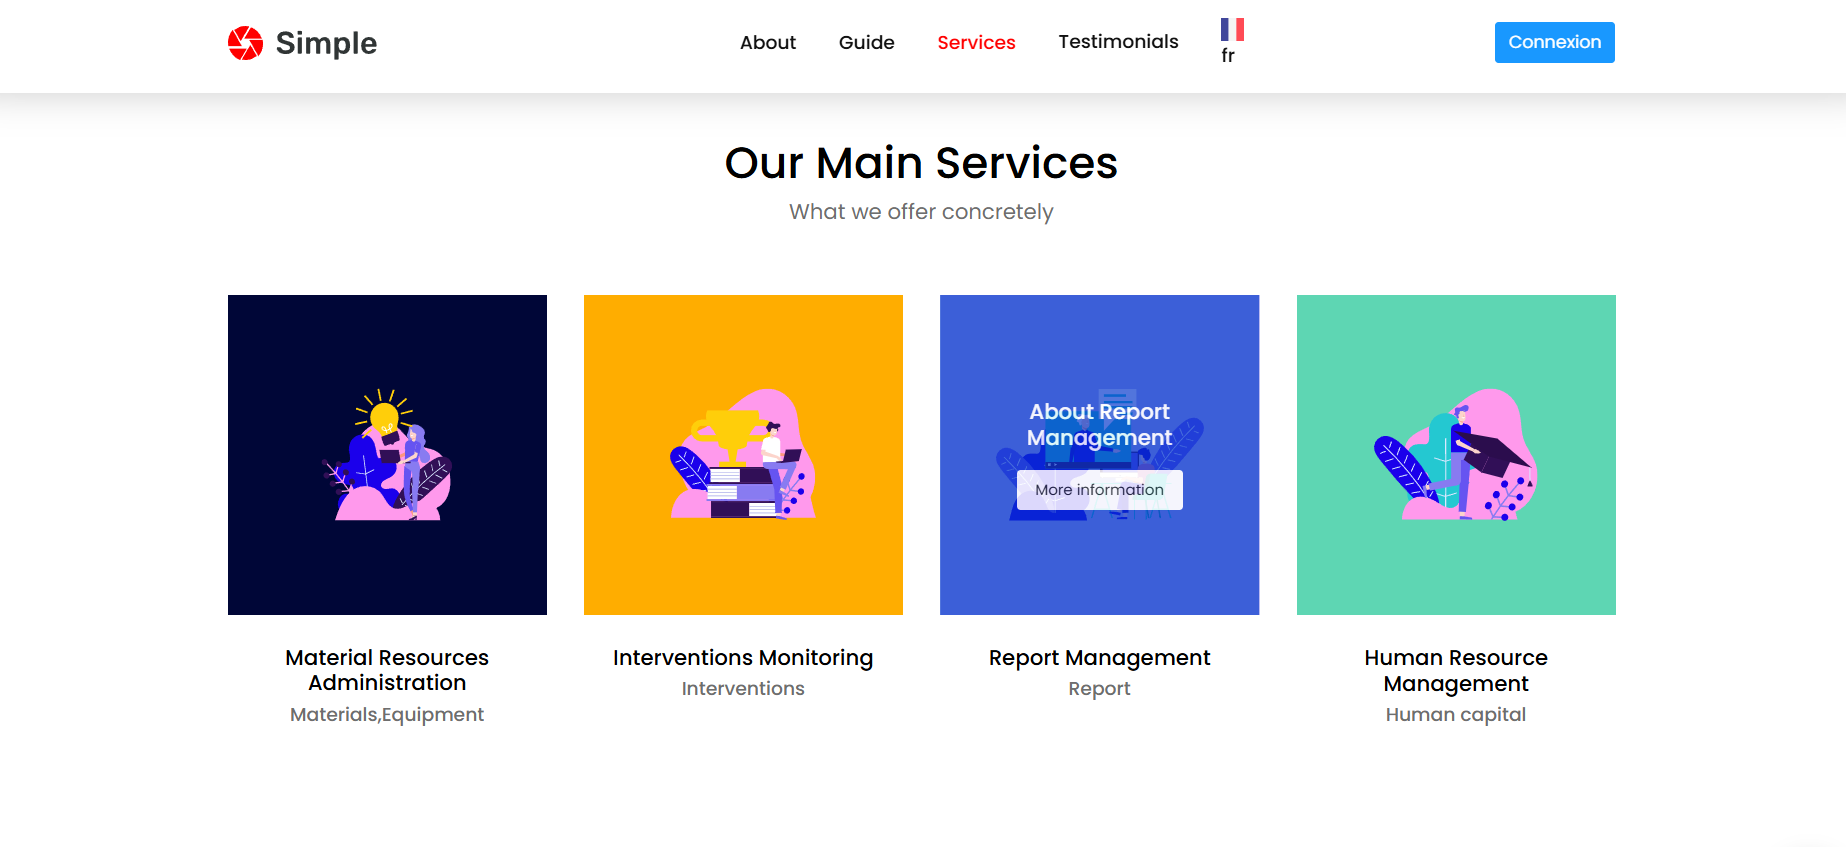 Simple
About Guide Services Testimonials fr Connexion
Our Main Services
What we offer concretely
About Report
Management
More information
Material Resources
Administration
Materials,Equipment
Interventions Monitoring
Interventions
Report Management
Report
Human Resource
Management
Human capital